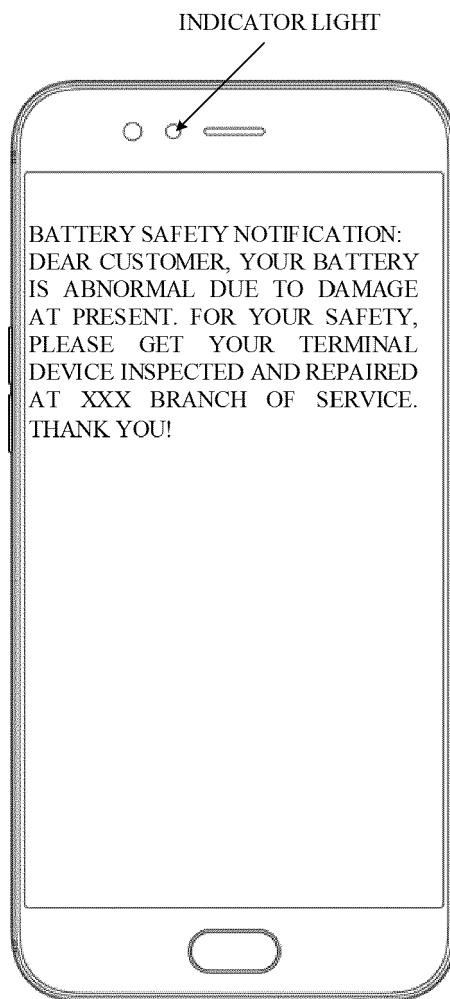 INDICATOR LIGHT
BATTERY SAFETY NOTIFICATION:
DEAR CUSTOMER, YOUR BATTERY
IS ABNORMAL DUE TO DAMAGE
AT PRESENT. FOR YOUR SAFETY,
PLEASE GET YOUR TERMINAL
DEVICE INSPECTED AND REPAIRED
AT XXX BRANCH OF SERVICE.
THANK YOU!